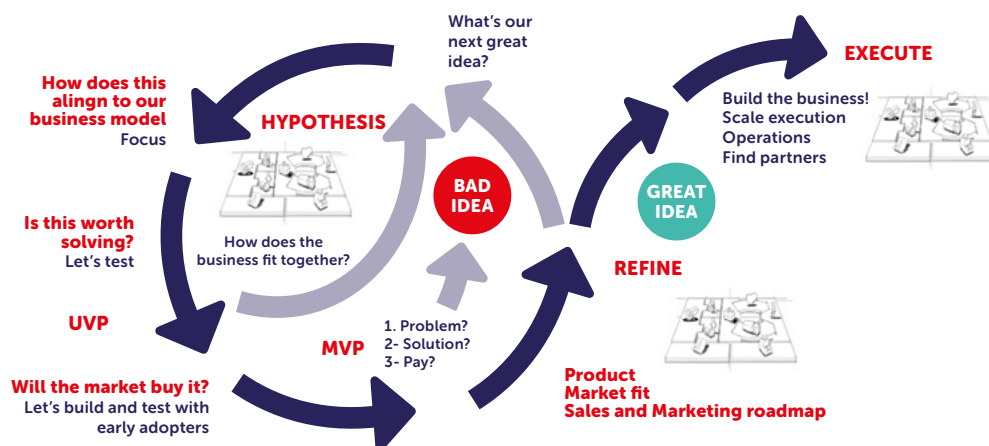 What's our
next great
idea?
How does this
alingn to our
business model
Focus
HYPOTHESIS
How does the
business fit together?
Is this worth
solving?
Let's test
UVP
Will the market buy it?
Let's build and test with
early adopters
MVP
1. Problem?
2- Solution?
3- Pay?
BAD
IDEA
REFINE
Product
Market fit
Sales and Marketing roadmap
GREAT
IDEA
EXECUTE
Build the business!
Scale execution
Operations
Find partners